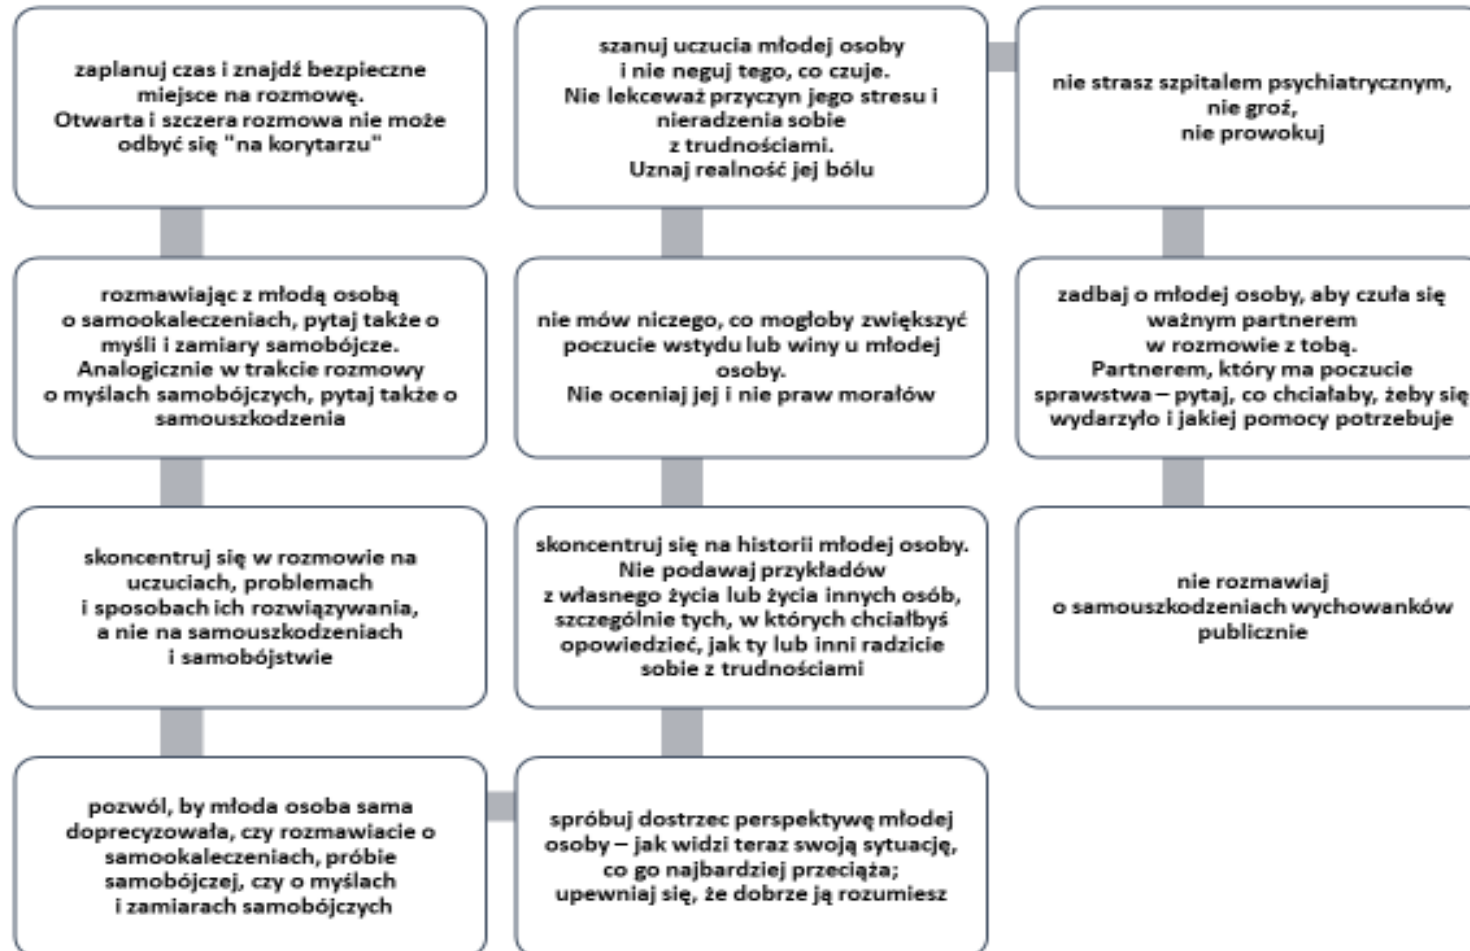 zaplanuj czas i znajdź bezpieczne
miejsce na rozmowę.
Otwarta i szczera rozmowa nie może
odbyć się "na korytarzu"
rozmawiając z młodą osobą
o samookaleczeniach, pytaj także o
myśli i zamiary samobójcze.
Analogicznie w trakcie rozmowy
o myślach samobójczych, pytaj także o
samouszkodzenia
skoncentruj się w rozmowie na
uczuciach, problemach
i sposobach ich rozwiązywania,
a nie na samouszkodzeniach
i samobójstwie
pozwól, by młoda osoba sama
doprecyzowała, czy rozmawiacie o
samookaleczeniach, próbie
samobójczej, czy o myślach
i zamiarach samobójczych
spróbuj dostrzec perspektywę młodej
osoby – jak widzi teraz swoją sytuację,
co go najbardziej przeciąża;
upewniaj się, że dobrze ją rozumiesz
skoncentruj się na historii młodej osoby.
Nie podawaj przykładów
z własnego życia lub życia innych osób,
szczególnie tych, w których chciałbyś
opowiedzieć, jak ty lub inni radzicie
sobie z trudnościami
nie mów niczego, co mogłoby zwiększyć
poczucie wstydu lub winy u młodej
osoby.
Nie oceniaj jej i nie praw morałów
szanuj uczucia młodej osoby
i nie neguj tego, co czuje.
Nie lekceważ przyczyn jego stresu i
nieradzenia sobie
z trudnościami.
Uznaj realność jej bólu
nie strasz szpitalem psychiatrycznym,
nie groź,
nie prowokuj
zadbaj o młodej osoby, aby czuła się
ważnym partnerem
w rozmowie z tobą.
Partnerem, który ma poczucie
sprawstwa – pytaj, co chciałaby, żeby się
wydarzyło i jakiej pomocy potrzebuje
nie rozmawiaj
o samouszkodzeniach wychowanków
publicznie